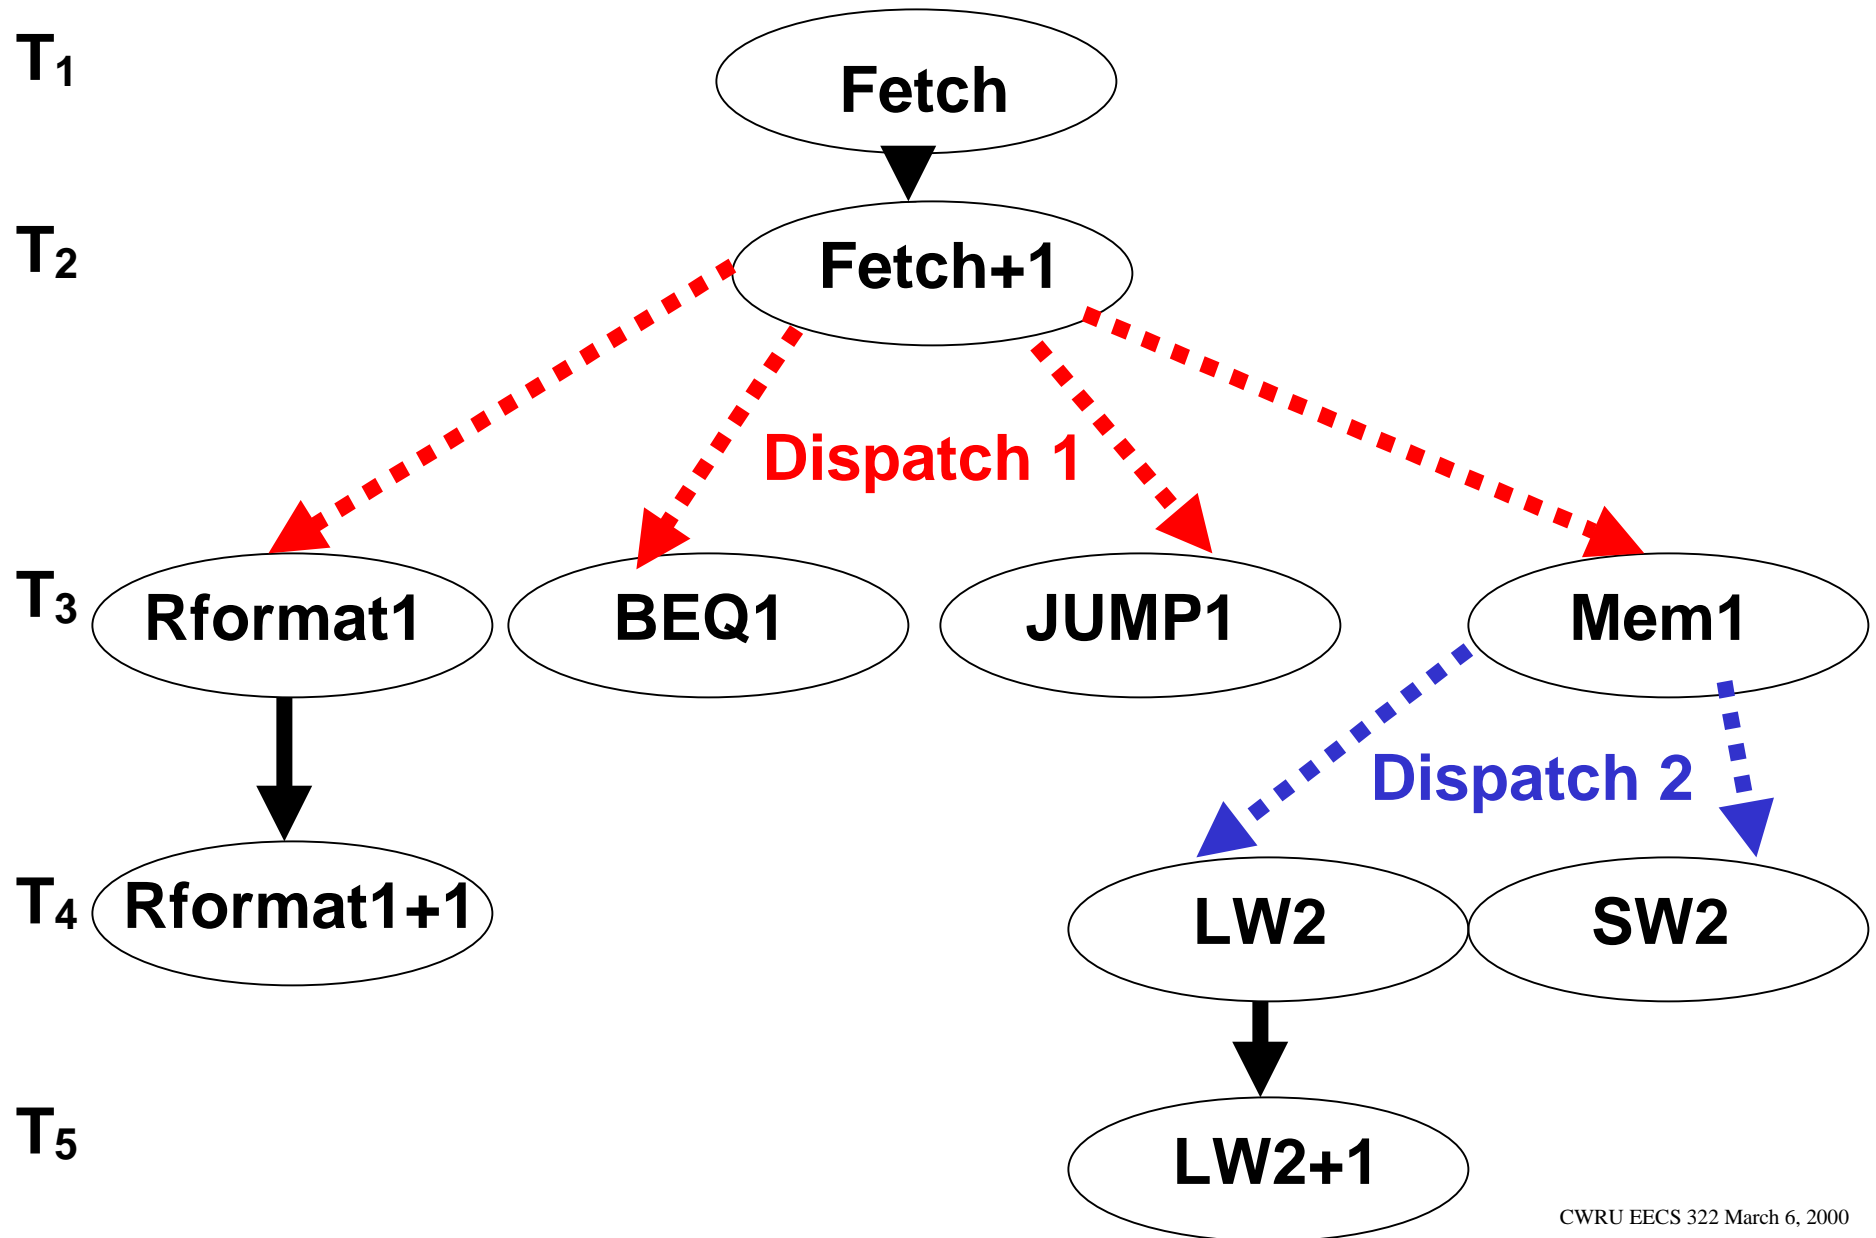 T1
Fetch
T2
Fetch+1
Dispatch 1
T3
Rformat1
BEQ1
JUMP1
Mem1
Dispatch 2
T4
Rformat1+1
LW2
SW2
T5
LW2+1
CWRU EECS 322 March 6, 2000